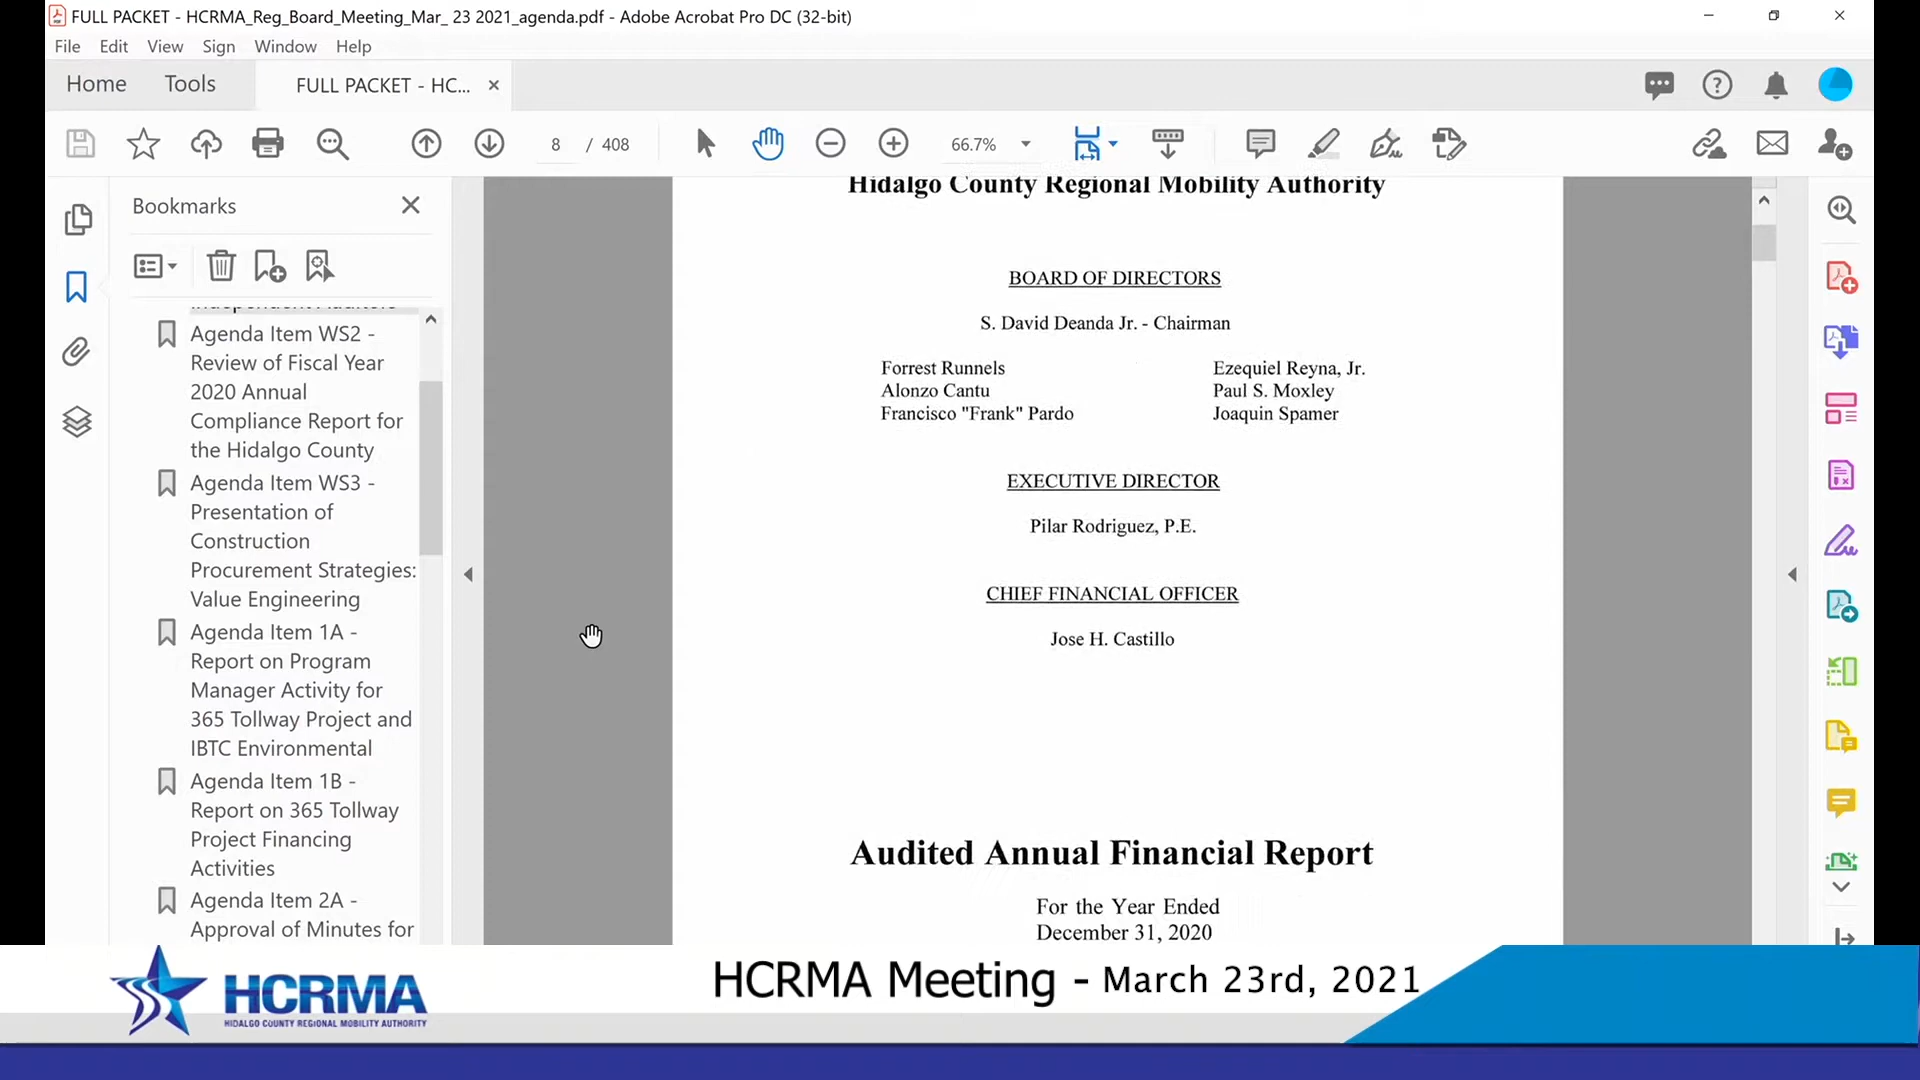 FULL PACKET - HCRMA_Reg_Board_Meeting_Mar_ 23 2021_agenda.pdf - Adobe Acrobat Pro DC (32-bit)
File Edit View Sign Window Help
Home Tools FULL PACKET - HC...
8 / 408 66.7%
Bookmarks
Independent Auditors
Agenda Item WS2 -
Review of Fiscal Year
2020 Annual
Compliance Report for
the Hidalgo County
Agenda Item WS3 -
Presentation of
Construction
Procurement Strategies:
Value Engineering
Agenda Item 1A -
Report on Program
Manager Activity for
365 Tollway Project and
IBTC Environmental
Agenda Item 1B -
Report on 365 Tollway
Project Financing
Activities
Agenda Item 2A -
Approval of Minutes for
Hidalgo County Regional Mobility Authority
BOARD OF DIRECTORS
S. David Deanda Jr. - Chairman
Forrest Runnels Ezequiel Reyna, Jr.
Alonzo Cantu Paul S. Moxley
Francisco "Frank" Pardo Joaquin Spamer
EXECUTIVE DIRECTOR
Pilar Rodriguez, P.E.
CHIEF FINANCIAL OFFICER
Jose H. Castillo
Audited Annual Financial Report
For the Year Ended
December 31, 2020
HCRMA
HIDALGO COUNTY REGIONAL MOBILITY AUTHORITY
HCRMA Meeting - March 23rd, 2021